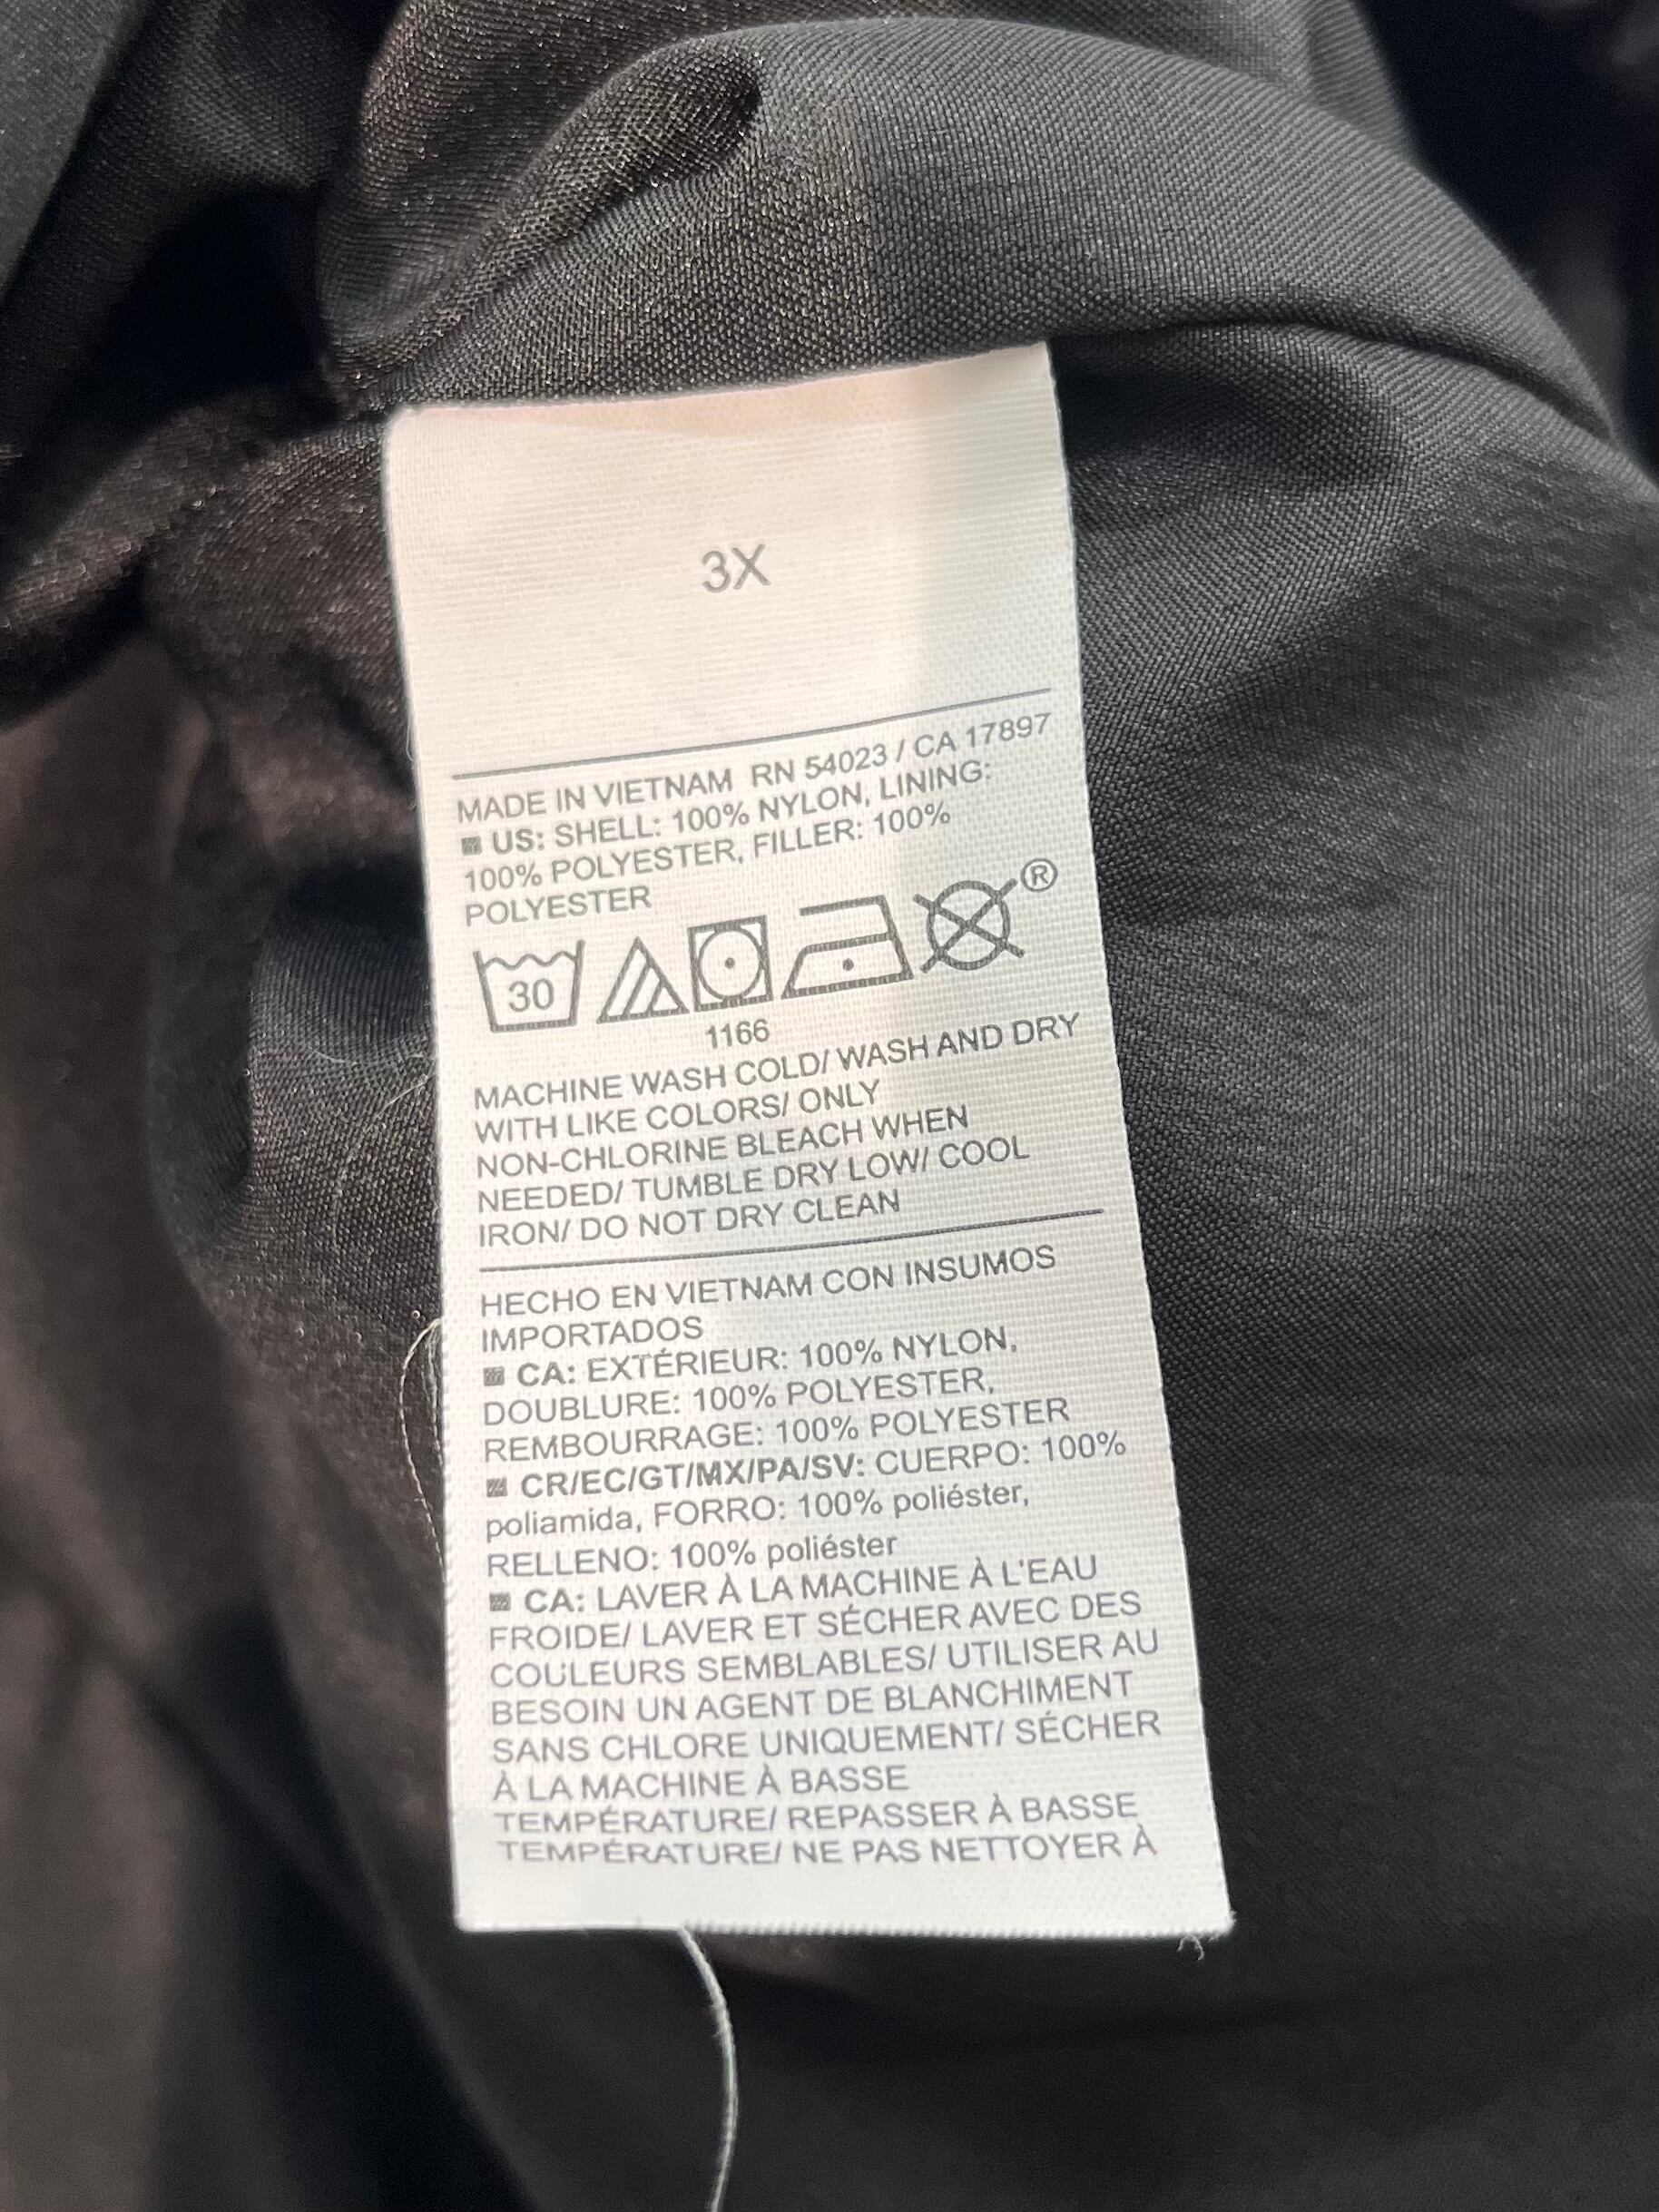 3X
MADE IN VIETNAM RN 54023 / CA 17897
US: SHELL: 100% NYLON, LINING:
100% POLYESTER, FILLER: 100%
POLYESTER
®
30
1166
MACHINE WASH COLD/ WASH AND DRY
WITH LIKE COLORS/ ONLY
NON-CHLORINE BLEACH WHEN
NEEDED/ TUMBLE DRY LOW/ COOL
IRON/ DO NOT DRY CLEAN
HECHO EN VIETNAM CON INSUMOS
IMPORTADOS
CA: EXTÉRIEUR: 100% NYLON,
DOUBLURE: 100% POLYESTER,
REMBOURRAGE: 100% POLYESTER
CR/EC/GT/MX/PA/SV: CUERPO: 100%
poliamida, FORRO: 100% poliéster,
RELLENO: 100% poliéster
CA: LAVER À LA MACHINE À L'EAU
FROIDE/ LAVER ET SÉCHER AVEC DES
COULEURS SEMBLABLES/ UTILISER AU
BESOIN UN AGENT DE BLANCHIMENT
SANS CHLORE UNIQUEMENT/ SÉCHER
À LA MACHINE À BASSE
TEMPÉRATURE/ REPASSER À BASSE
TEMPÉRATURE/ NE PAS NETTOYER À